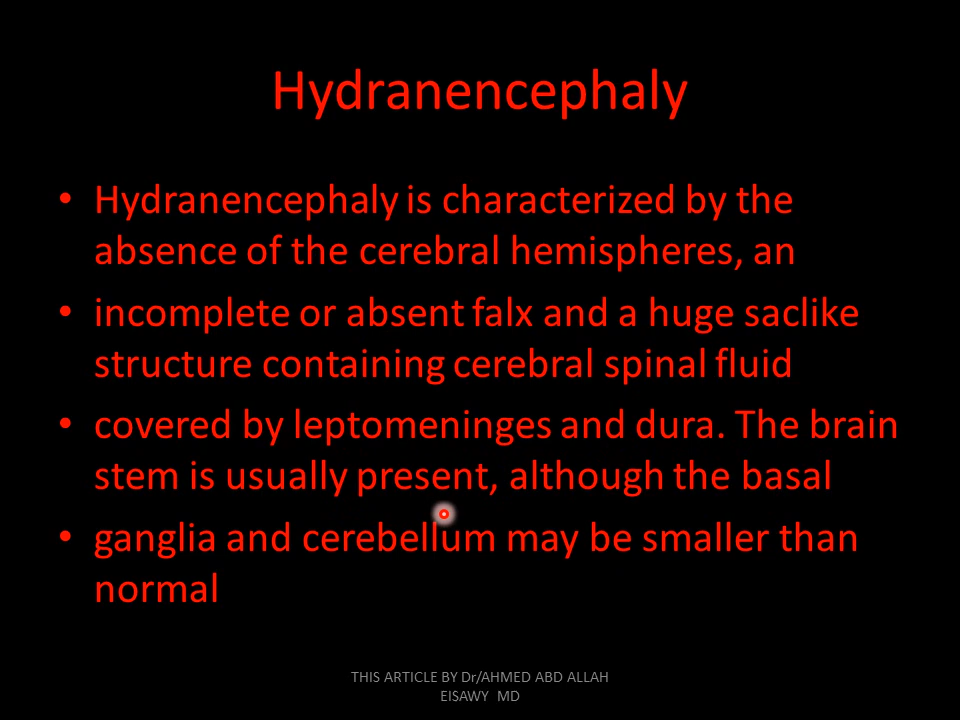 Hydranencephaly
• Hydranencephaly is characterized by the
absence of the cerebral hemispheres, an
• incomplete or absent falx and a huge saclike
structure containing cerebral spinal fluid
• covered by leptomeninges and dura. The brain
stem is usually present, although the basal
• ganglia and cerebellum may be smaller than
normal
THIS ARTICLE BY Dr/AHMED ABD ALLAH
EISAWY MD